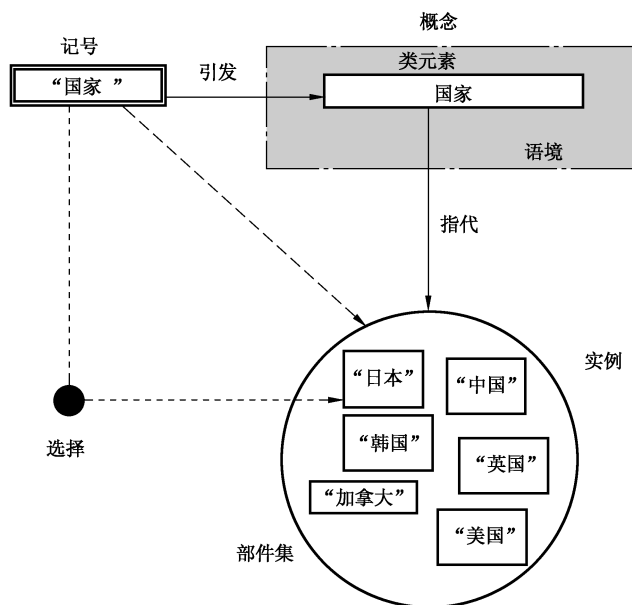 概念
记号
类元素
“国家 ”
引发
国家
语境
指代
实例
“日本”
“中国”
“韩国”
选择
“英国”
“加拿大”
“美国”
部件集